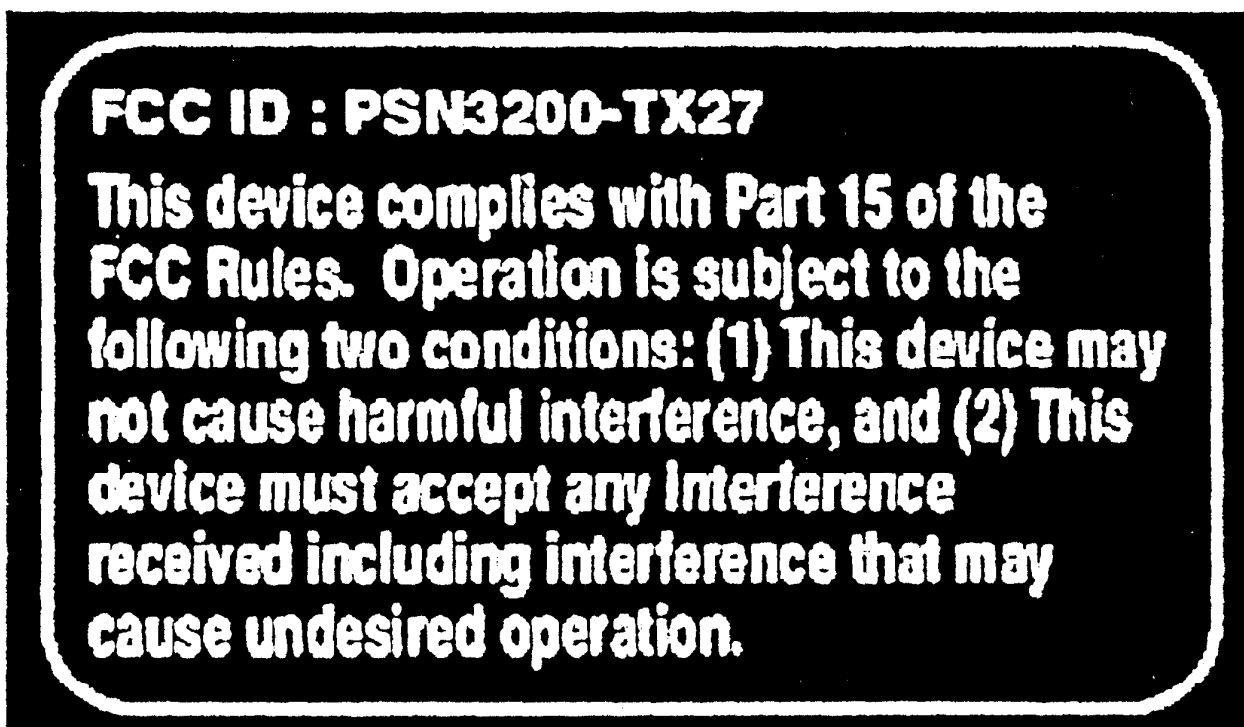 FCC ID : PSN3200-TX27
This device complies with Part 15 of the
FCC Rules. Operation is subject to the
following two conditions: (1) This device may
not cause harmful interference, and (2) This
device must accept any interference
received including interference that may
cause undesired operation.